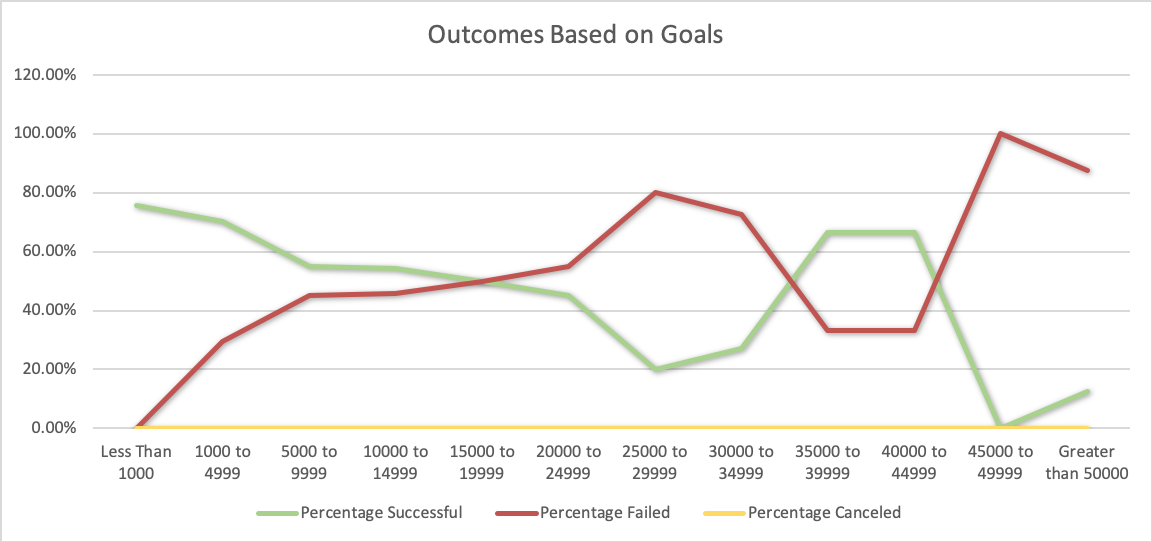 Outcomes Based on Goals
120.00%
100.00%
80.00%
60.00%
40.00%
20.00%
0.00%
Less Than 1000 to 5000 to 10000 to 15000 to 20000 to 25000 to 30000 to 35000 to 40000 to 45000 to Greater
1000 4999 9999 14999 19999 24999 29999 34999 39999 44999 49999 than 50000
Percentage Successful Percentage Failed Percentage Canceled